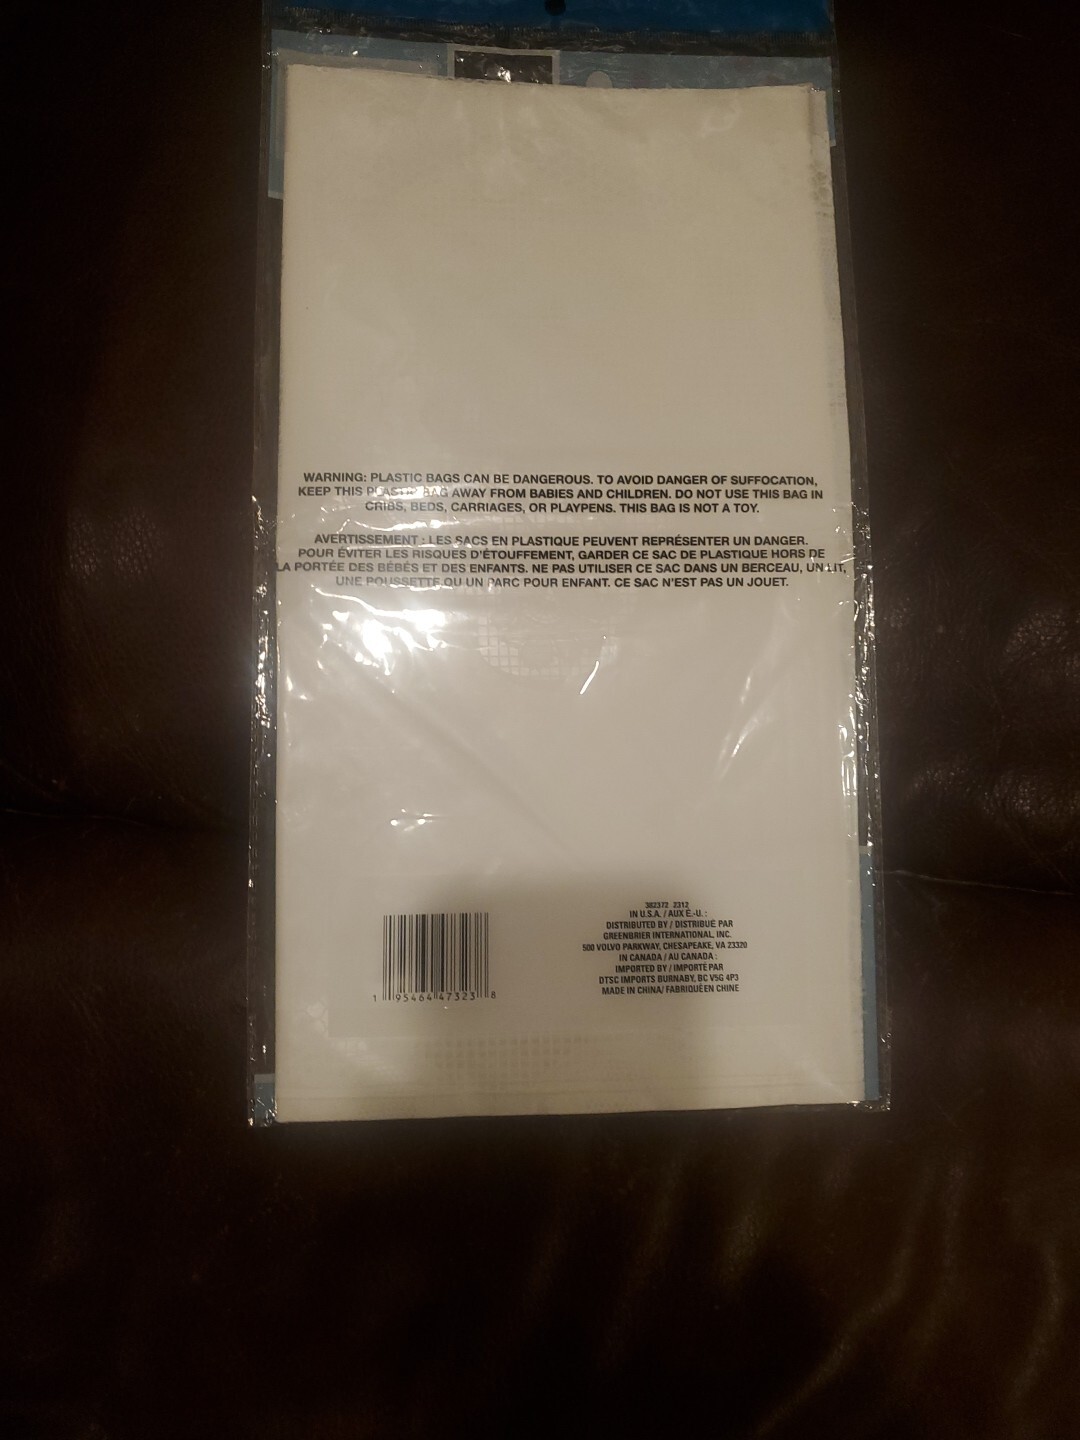 WARNING: PLASTIC BAGS CAN BE DANGEROUS. TO AVOID DANGER OF SUFFOCATION,
KEEP THIS PLASTIC BAG AWAY FROM BABIES AND CHILDREN. DO NOT USE THIS BAG IN
CRIBS, BEDS, CARRIAGES, OR PLAYPENS. THIS BAG IS NOT A TOY.
AVERTISSEMENT : LES SACS EN PLASTIQUE PEUVENT REPRÉSENTER UN DANGER.
POUR ÉVITER LES RISQUES D'ÉTOUFFEMENT, GARDER CE SAC DE PLASTIQUE HORS DE
LA PORTÉE DES BÉBÉS ET DES ENFANTS. NE PAS UTILISER CE SAC DANS UN BERCEAU, UN LIT,
UNE POUSSETTE OU UN PARC POUR ENFANT. CE SAC N'EST PAS UN JOUET.
382372 2312
IN U.S.A. / AUX É.-U. :
DISTRIBUTED BY / DISTRIBUÉ PAR
GREENBRIER INTERNATIONAL, INC.
500 VOLVO PARKWAY, CHESAPEAKE, VA 23320
IN CANADA / AU CANADA :
IMPORTED BY / IMPORTÉ PAR
DTSC IMPORTS BURNABY, BC V5G 4P3
MADE IN CHINA/ FABRIQUÉ EN CHINE
1 95464 47323 8